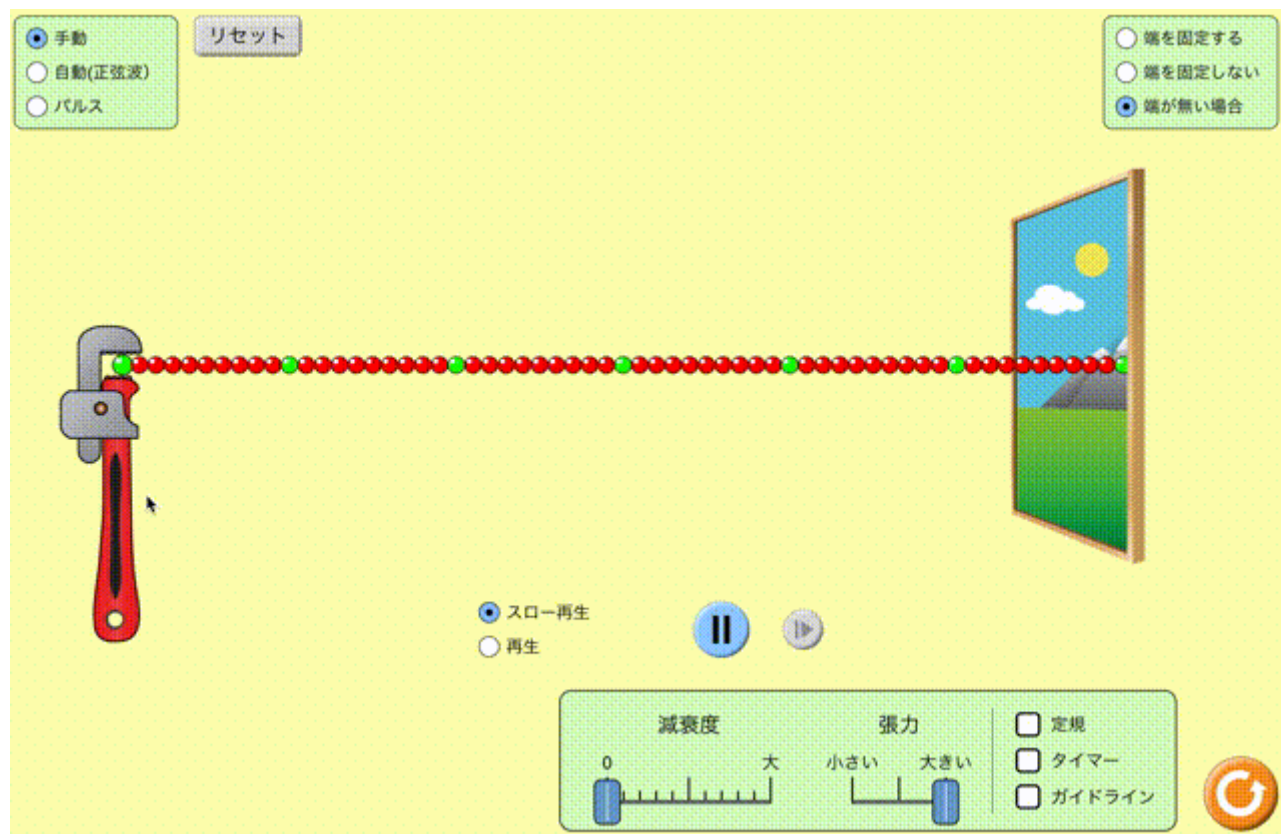 手動
自動(正弦波)
パルス
リセット
端を固定する
端を固定しない
端が無い場合
スロー再生
再生
減衰度
0
大
張力
小さい
大きい
定規
タイマー
ガイドライン